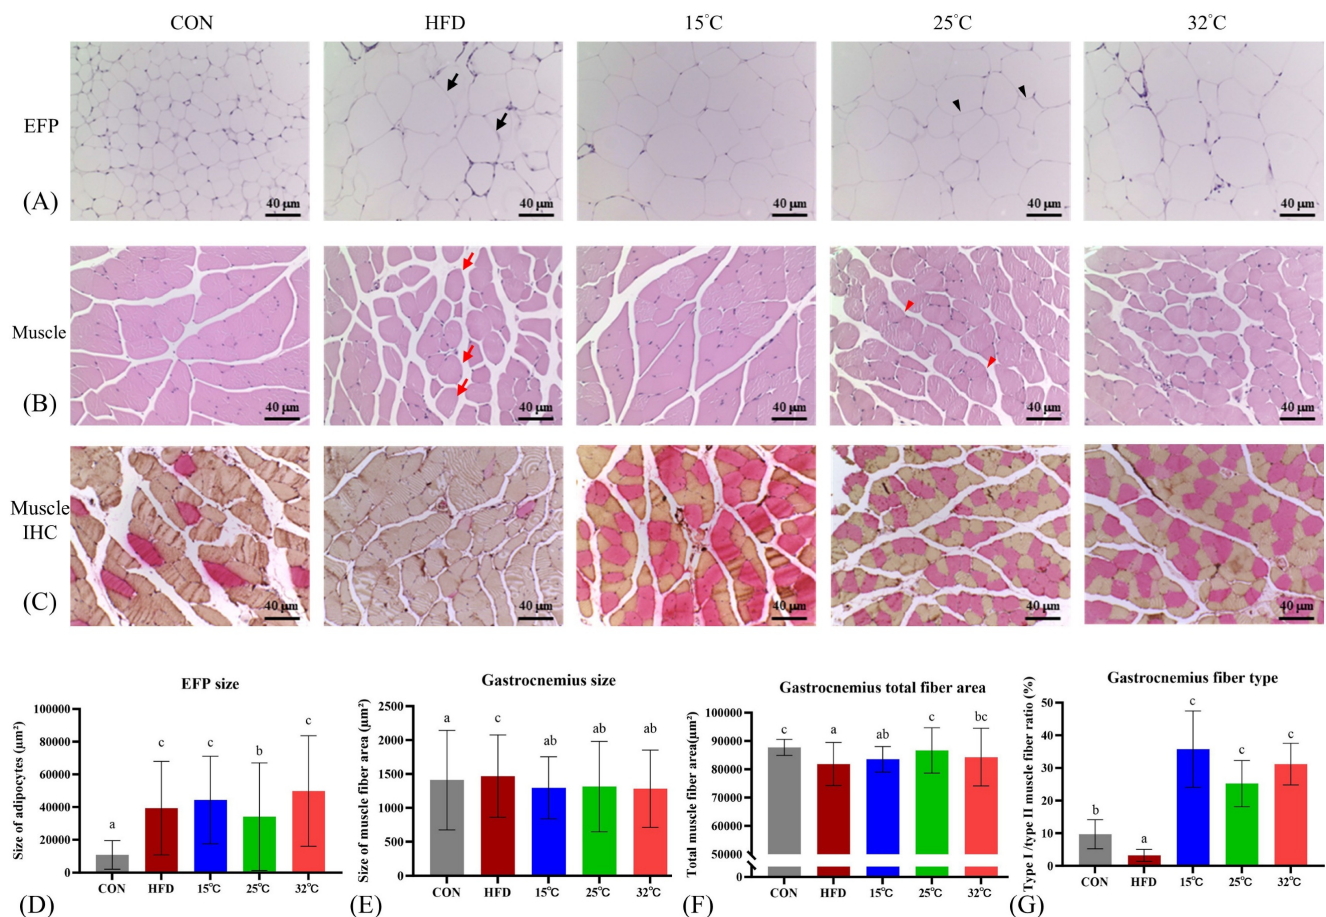 CON HFD 15°C 25°C 32°C
EFP
(A)
40 μm 40 μm 40 μm 40 μm 40 μm
Muscle
(B)
40 μm 40 μm 40 μm 40 μm 40 μm
Muscle
IHC
(C)
40 μm 40 μm 40 μm 40 μm 40 μm
EFP size
Size of adipocytes (μm²)
100000
80000
60000
40000
20000
0
a c c b c
CON HFD 15℃ 25℃ 32℃
(D)
Gastrocnemius size
Size of muscle fiber area (μm²)
2500
2000
1500
1000
500
0
a c ab ab ab
CON HFD 15℃ 25℃ 32℃
(E)
Gastrocnemius total fiber area
Total muscle fiber area(μm²)
100000
90000
80000
70000
60000
50000
0
c a ab c bc
CON HFD 15℃ 25℃ 32℃
(F)
Gastrocnemius fiber type
Type I /type II muscle fiber ratio (%)
50
40
30
20
10
0
b a c c c
CON HFD 15℃ 25℃ 32℃
(G)